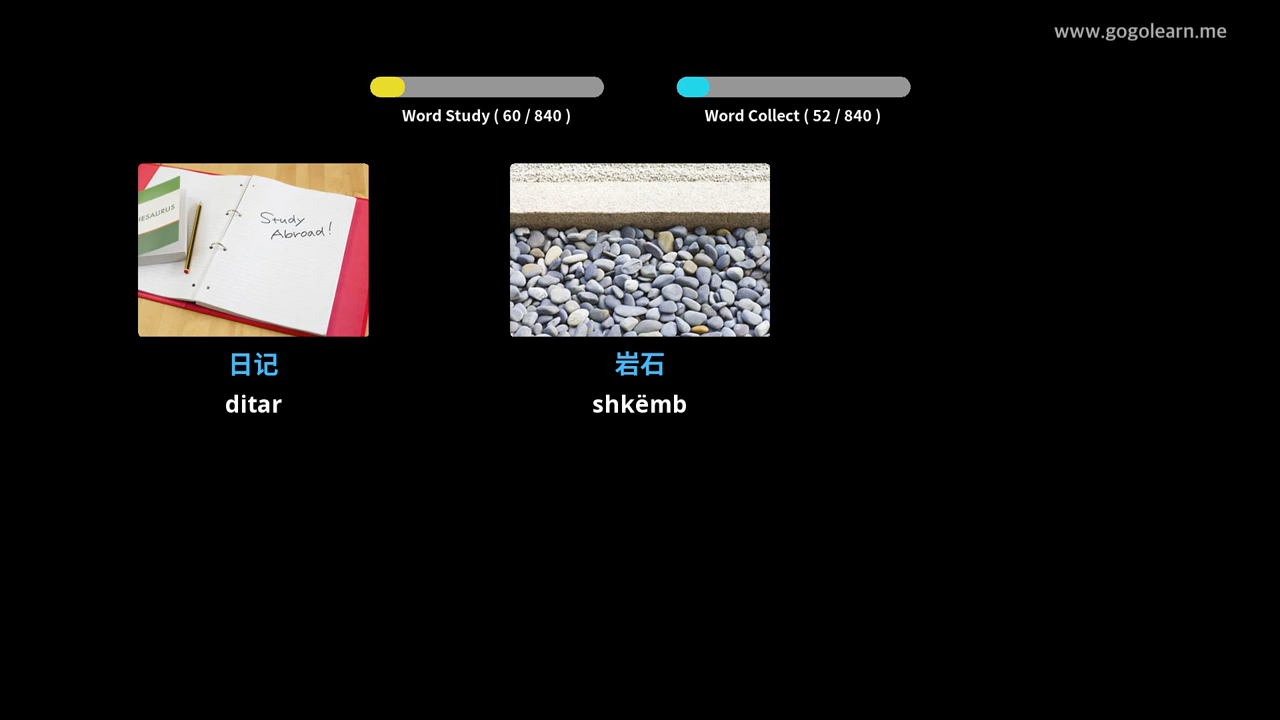 www.gogolearn.me
Word Study ( 60 / 840 )
Word Collect ( 52 / 840 )
THESAURUS
Study
Abroad!
日记
ditar
岩石
shkëmb